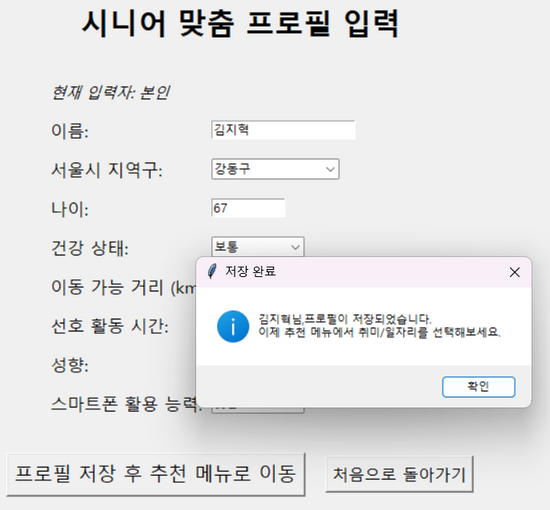 시니어 맞춤 프로필 입력
현재 입력자: 본인
이름: 김지혁
서울시 지역구: 강동구
나이: 67
건강 상태: 보통
이동 가능 거리 (km
선호 활동 시간:
성향:
스마트폰 활용 능력:
저장 완료
김지혁님,프로필이 저장되었습니다.
이제 추천 메뉴에서 취미/일자리를 선택해보세요.
확인
프로필 저장 후 추천 메뉴로 이동
처음으로 돌아가기